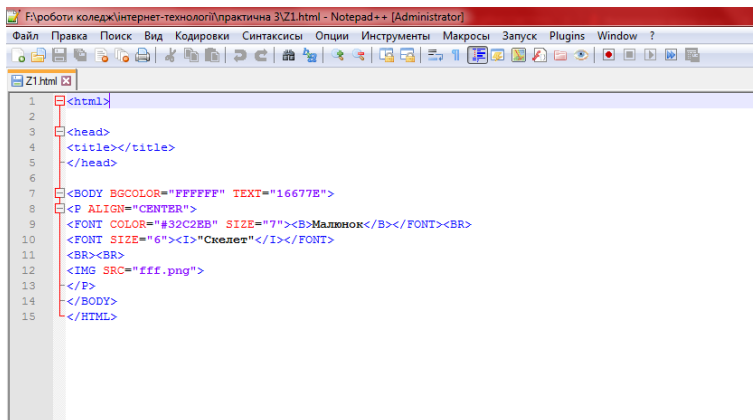 F:\роботи коледж\інтернет-технології\практична 3\Z1.html - Notepad++ [Administrator]
Файл Правка Поиск Вид Кодировки Синтаксисы Опции Инструменты Макросы Запуск Plugins Window ?
Z1.html
1 <html>
2
3 <head>
4 <title></title>
5 </head>
6
7 <BODY BGCOLOR="FFFFFF" TEXT="16677E">
8 <P ALIGN="CENTER">
9 <FONT COLOR="#32C2EB" SIZE="7"><B>Малюнок</B></FONT><BR>
10 <FONT SIZE="6"><I>"Скелет"</I></FONT>
11 <BR><BR>
12 <IMG SRC="fff.png">
13 </P>
14 </BODY>
15 </HTML>